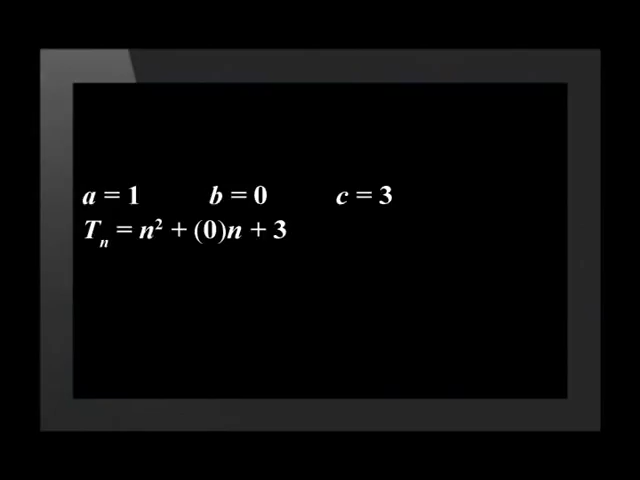 a = 1 b = 0 c = 3
Tₙ = n² + (0)n + 3